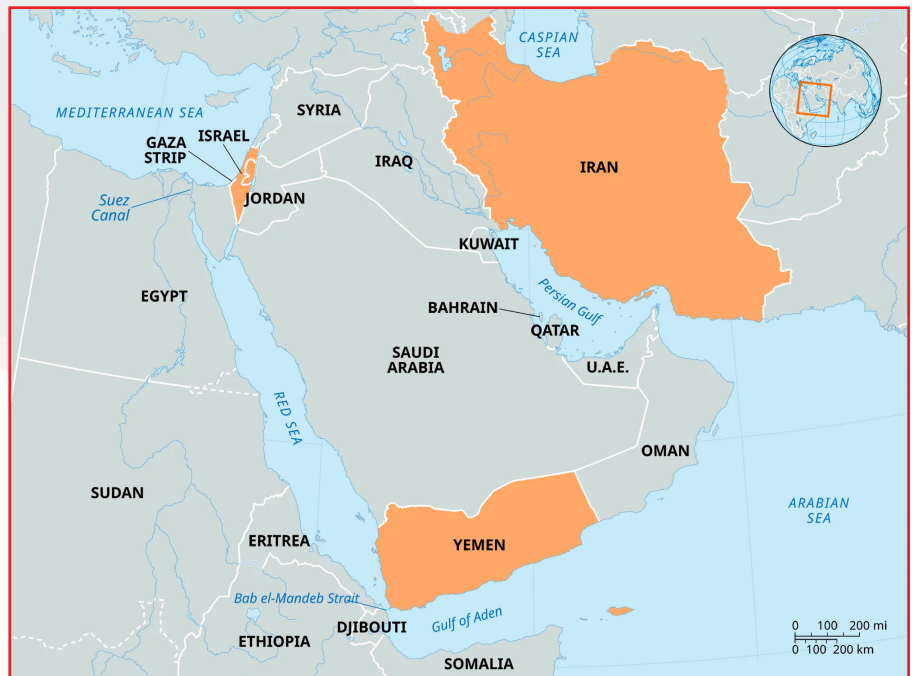 CASPIAN
SEA
MEDITERRANEAN SEA
SYRIA
ISRAEL
GAZA
STRIP
IRAQ
IRAN
Suez
Canal
JORDAN
KUWAIT
EGYPT
Persian Gulf
BAHRAIN
QATAR
SAUDI
ARABIA
U.A.E.
RED SEA
OMAN
SUDAN
ARABIAN
SEA
ERITREA
YEMEN
Bab el-Mandeb Strait
Gulf of Aden
DJIBOUTI
ETHIOPIA
SOMALIA
0 100 200 mi
0 100 200 km